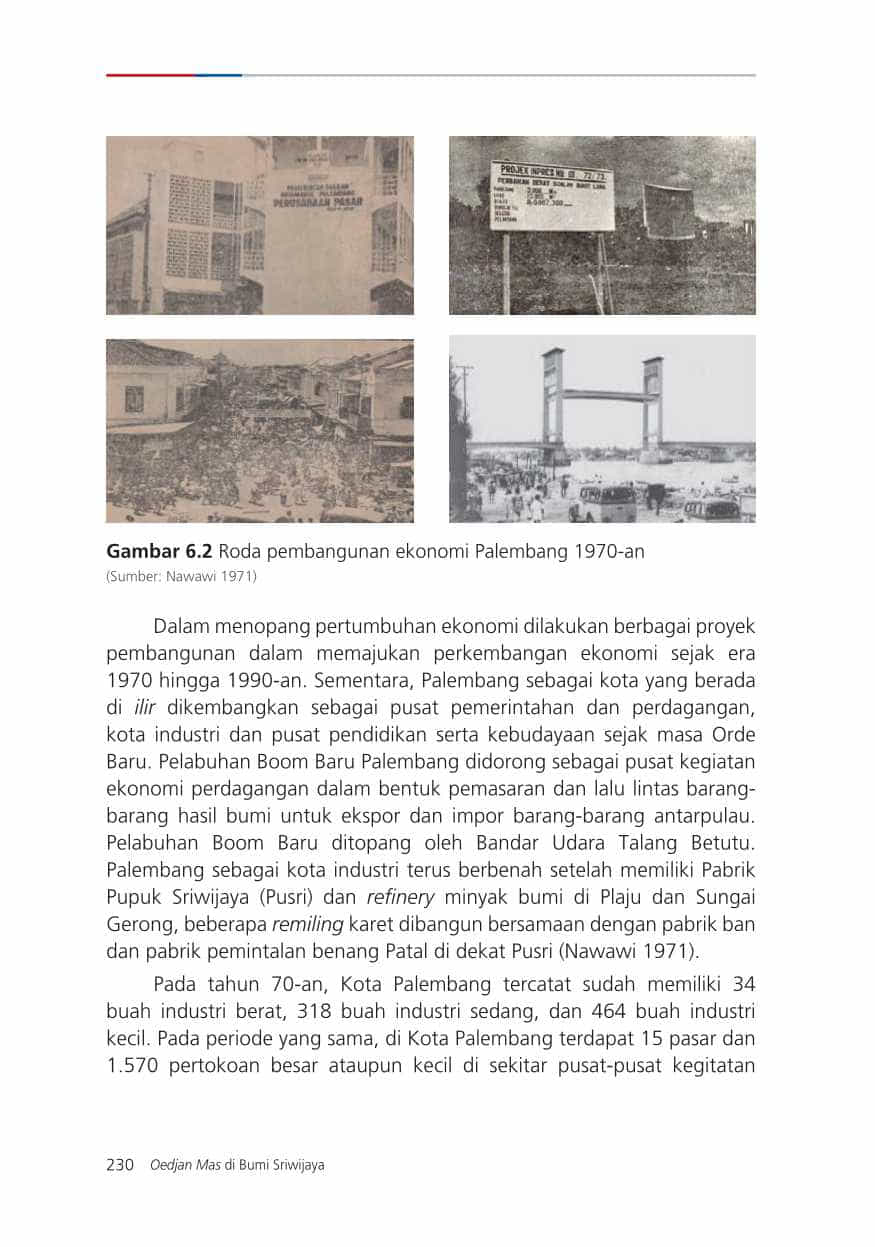 PERUSAHAAN PASAR
PROJEK INPRES NO. 72/73.
Gambar 6.2 Roda pembangunan ekonomi Palembang 1970-an
(Sumber: Nawawi 1971)
Dalam menopang pertumbuhan ekonomi dilakukan berbagai proyek
pembangunan dalam memajukan perkembangan ekonomi sejak era
1970 hingga 1990-an. Sementara, Palembang sebagai kota yang berada
di ilir dikembangkan sebagai pusat pemerintahan dan perdagangan,
kota industri dan pusat pendidikan serta kebudayaan sejak masa Orde
Baru. Pelabuhan Boom Baru Palembang didorong sebagai pusat kegiatan
ekonomi perdagangan dalam bentuk pemasaran dan lalu lintas barang-
barang hasil bumi untuk ekspor dan impor barang-barang antarpulau.
Pelabuhan Boom Baru ditopang oleh Bandar Udara Talang Betutu.
Palembang sebagai kota industri terus berbenah setelah memiliki Pabrik
Pupuk Sriwijaya (Pusri) dan refinery minyak bumi di Plaju dan Sungai
Gerong, beberapa remiling karet dibangun bersamaan dengan pabrik ban
dan pabrik pemintalan benang Patal di dekat Pusri (Nawawi 1971).
Pada tahun 70-an, Kota Palembang tercatat sudah memiliki 34
buah industri berat, 318 buah industri sedang, dan 464 buah industri
kecil. Pada periode yang sama, di Kota Palembang terdapat 15 pasar dan
1.570 pertokoan besar ataupun kecil di sekitar pusat-pusat kegitatan
230 Oedjan Mas di Bumi Sriwijaya